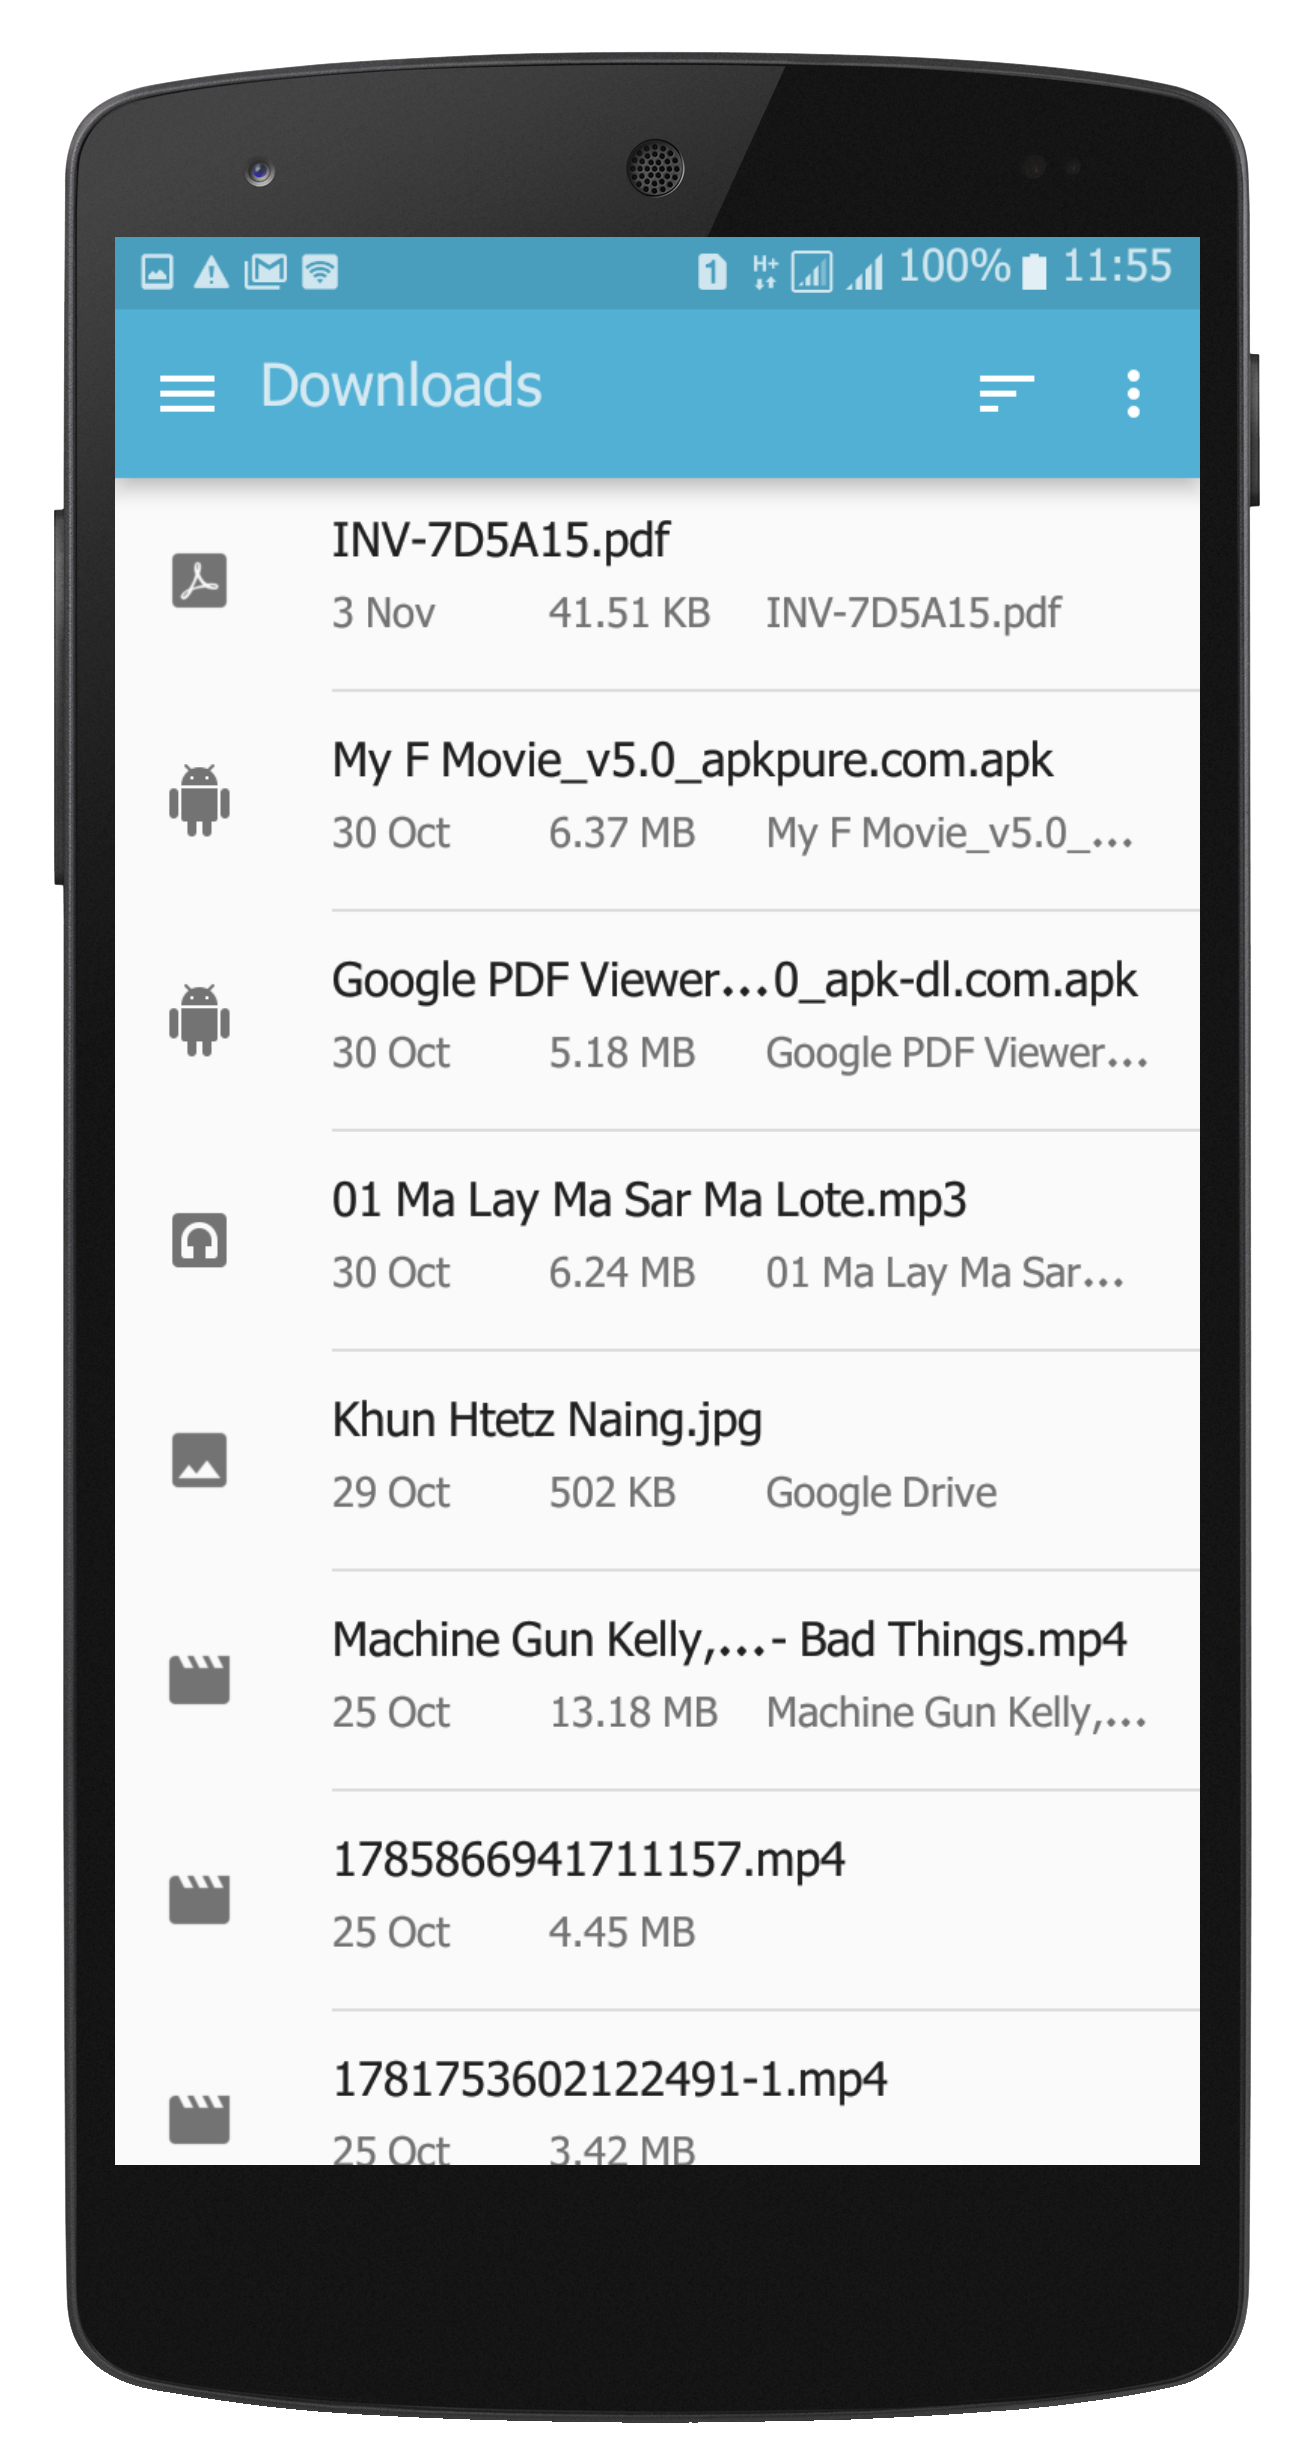 1 H+ 100% 11:55
Downloads
INV-7D5A15.pdf
3 Nov 41.51 KB INV-7D5A15.pdf
My F Movie_v5.0_apkpure.com.apk
30 Oct 6.37 MB My F Movie_v5.0_...
Google PDF Viewer...0_apk-dl.com.apk
30 Oct 5.18 MB Google PDF Viewer...
01 Ma Lay Ma Sar Ma Lote.mp3
30 Oct 6.24 MB 01 Ma Lay Ma Sar...
Khun Htetz Naing.jpg
29 Oct 502 KB Google Drive
Machine Gun Kelly,...- Bad Things.mp4
25 Oct 13.18 MB Machine Gun Kelly,...
1785866941711157.mp4
25 Oct 4.45 MB
1781753602122491-1.mp4
25 Oct 3.42 MB